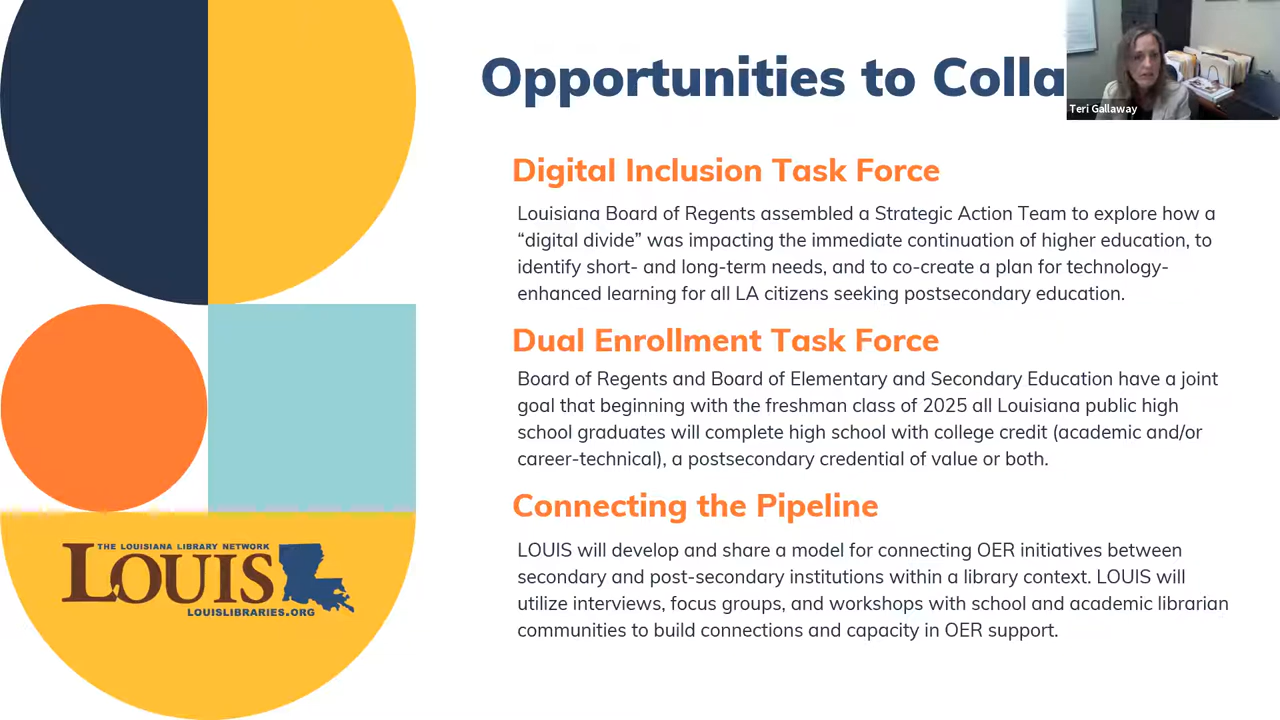 Opportunities to Colla
Teri Gallaway
Digital Inclusion Task Force
Louisiana Board of Regents assembled a Strategic Action Team to explore how a
“digital divide” was impacting the immediate continuation of higher education, to
identify short- and long-term needs, and to co-create a plan for technology-
enhanced learning for all LA citizens seeking postsecondary education.
Dual Enrollment Task Force
Board of Regents and Board of Elementary and Secondary Education have a joint
goal that beginning with the freshman class of 2025 all Louisiana public high
school graduates will complete high school with college credit (academic and/or
career-technical), a postsecondary credential of value or both.
Connecting the Pipeline
LOUIS will develop and share a model for connecting OER initiatives between
secondary and post-secondary institutions within a library context. LOUIS will
utilize interviews, focus groups, and workshops with school and academic librarian
communities to build connections and capacity in OER support.
THE LOUISIANA LIBRARY NETWORK
LOUIS
LOUISLIBRARIES.ORG